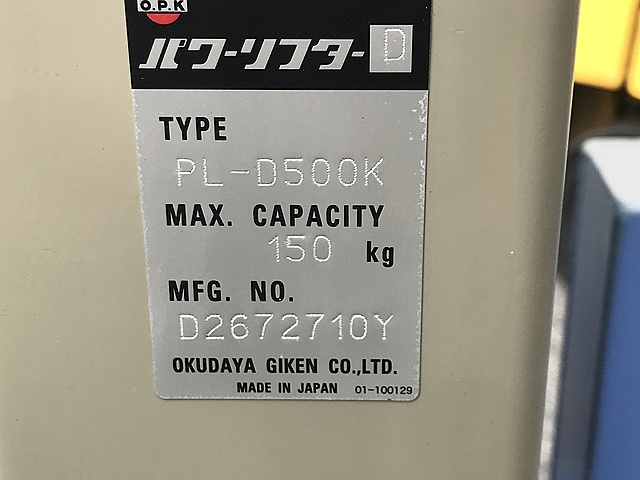 O.P.K
パワーリフターD
TYPE
PL-D500K
MAX. CAPACITY
150 kg
MFG. NO.
D2672710Y
OKUDAYA GIKEN CO.,LTD.
MADE IN JAPAN 01-100129